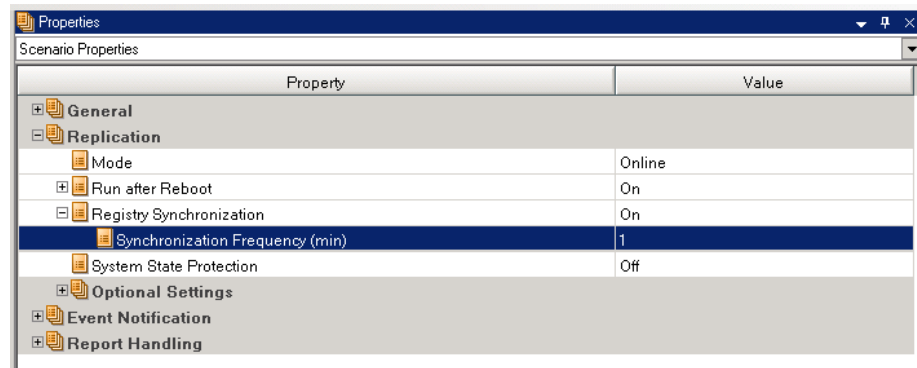 Properties
Scenario Properties
Property Value
General
Replication
Mode Online
Run after Reboot On
Registry Synchronization On
Synchronization Frequency (min) 1
System State Protection Off
Optional Settings
Event Notification
Report Handling